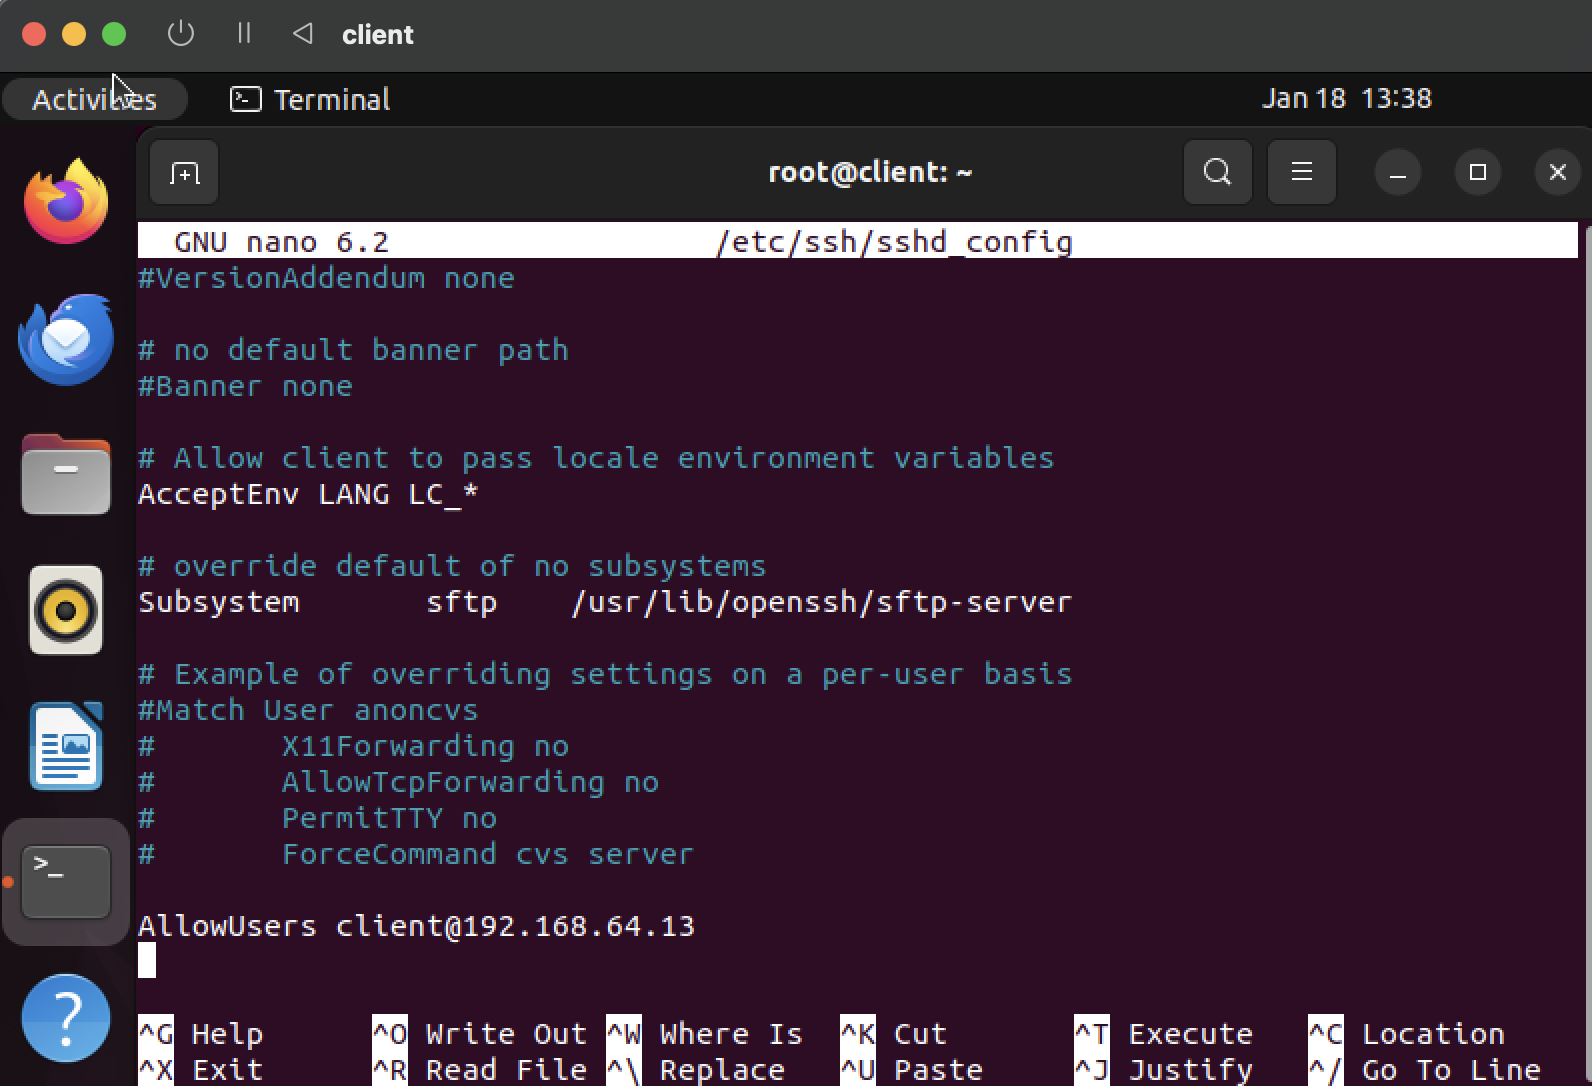 client
Activities Terminal Jan 18 13:38
root@client: ~
GNU nano 6.2 /etc/ssh/sshd_config
#VersionAddendum none
# no default banner path
#Banner none
# Allow client to pass locale environment variables
AcceptEnv LANG LC_*
# override default of no subsystems
Subsystem sftp /usr/lib/openssh/sftp-server
# Example of overriding settings on a per-user basis
#Match User anoncvs
# X11Forwarding no
# AllowTcpForwarding no
# PermitTTY no
# ForceCommand cvs server
AllowUsers client@192.168.64.13
^G Help ^O Write Out ^W Where Is ^K Cut ^T Execute ^C Location
^X Exit ^R Read File ^\ Replace ^U Paste ^J Justify ^/ Go To Line